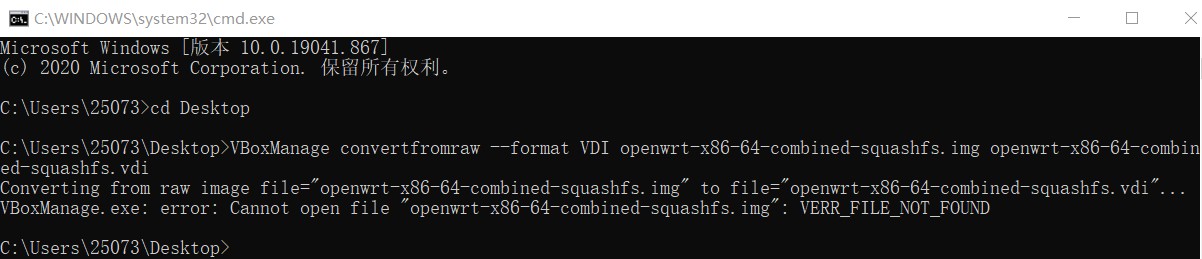 C:\WINDOWS\system32\cmd.exe
Microsoft Windows [版本 10.0.19041.867]
(c) 2020 Microsoft Corporation. 保留所有权利。
C:\Users\25073>cd Desktop
C:\Users\25073\Desktop>VBoxManage convertfromraw --format VDI openwrt-x86-64-combined-squashfs.img openwrt-x86-64-combin
ed-squashfs.vdi
Converting from raw image file="openwrt-x86-64-combined-squashfs.img" to file="openwrt-x86-64-combined-squashfs.vdi"...
VBoxManage.exe: error: Cannot open file "openwrt-x86-64-combined-squashfs.img": VERR_FILE_NOT_FOUND
C:\Users\25073\Desktop>